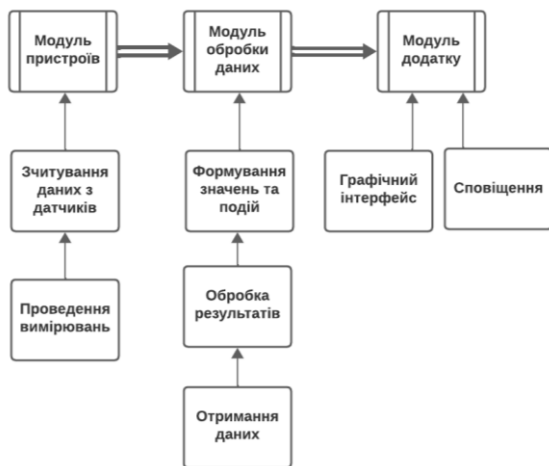 Модуль
пристроїв
Модуль
обробки
даних
Модуль
додатку
Зчитування
даних з
датчиків
Формування
значень та
подій
Графічний
інтерфейс
Сповіщення
Проведення
вимірювань
Обробка
результатів
Отримання
даних